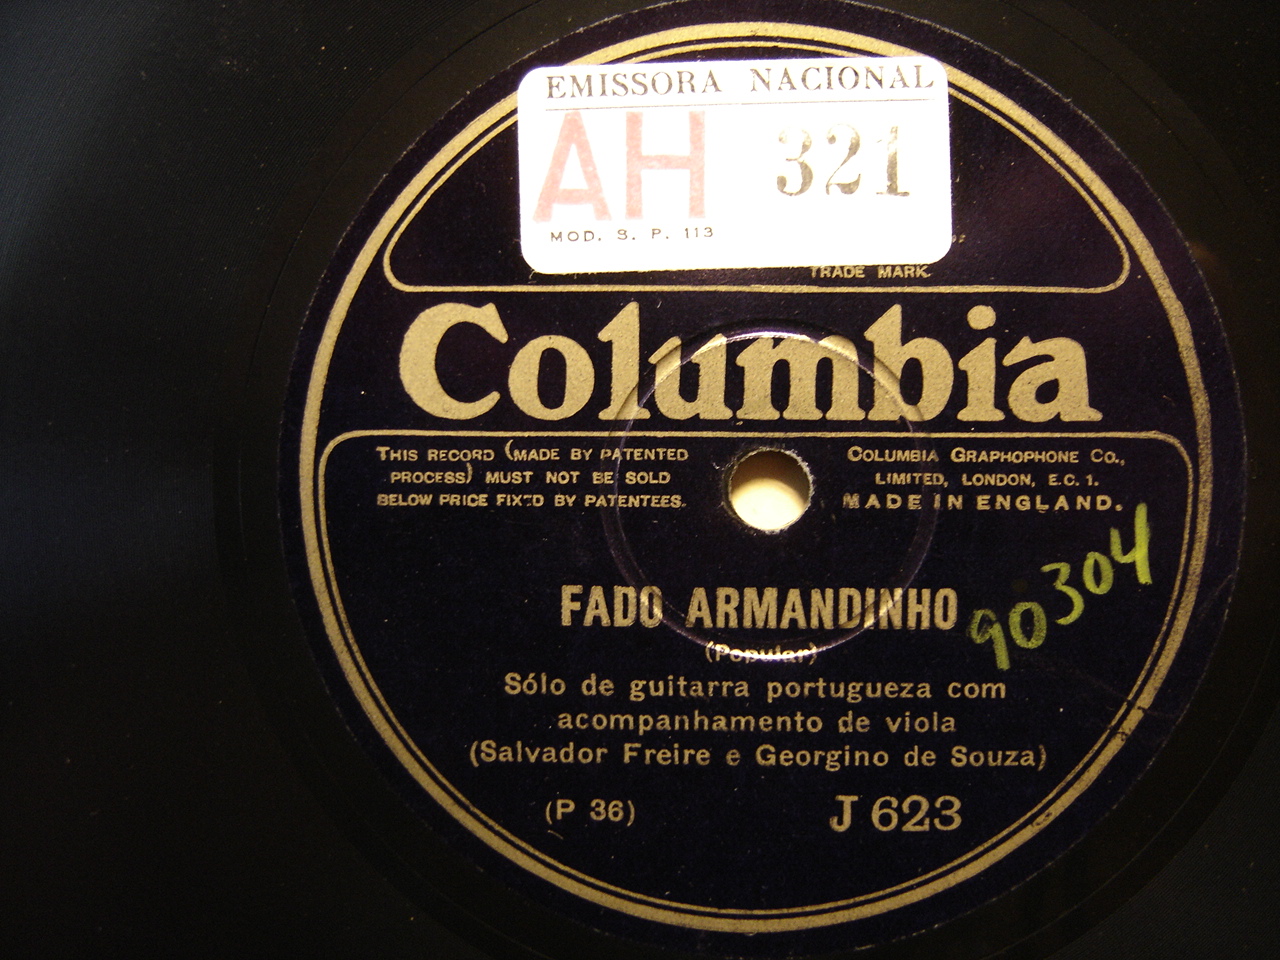 EMISSORA NACIONAL
AH 321
MOD. S. P. 113
TRADE MARK
Columbia
THIS RECORD (MADE BY PATENTED
PROCESS) MUST NOT BE SOLD
BELOW PRICE FIXED BY PATENTEES.
COLUMBIA GRAPHOPHONE CO.,
LIMITED, LONDON, E.C. 1.
MADE IN ENGLAND.
90304
FADO ARMANDINHO
(Popular)
Sólo de guitarra portugueza com
acompanhamento de viola
(Salvador Freire e Georgino de Souza)
(P 36) J 623